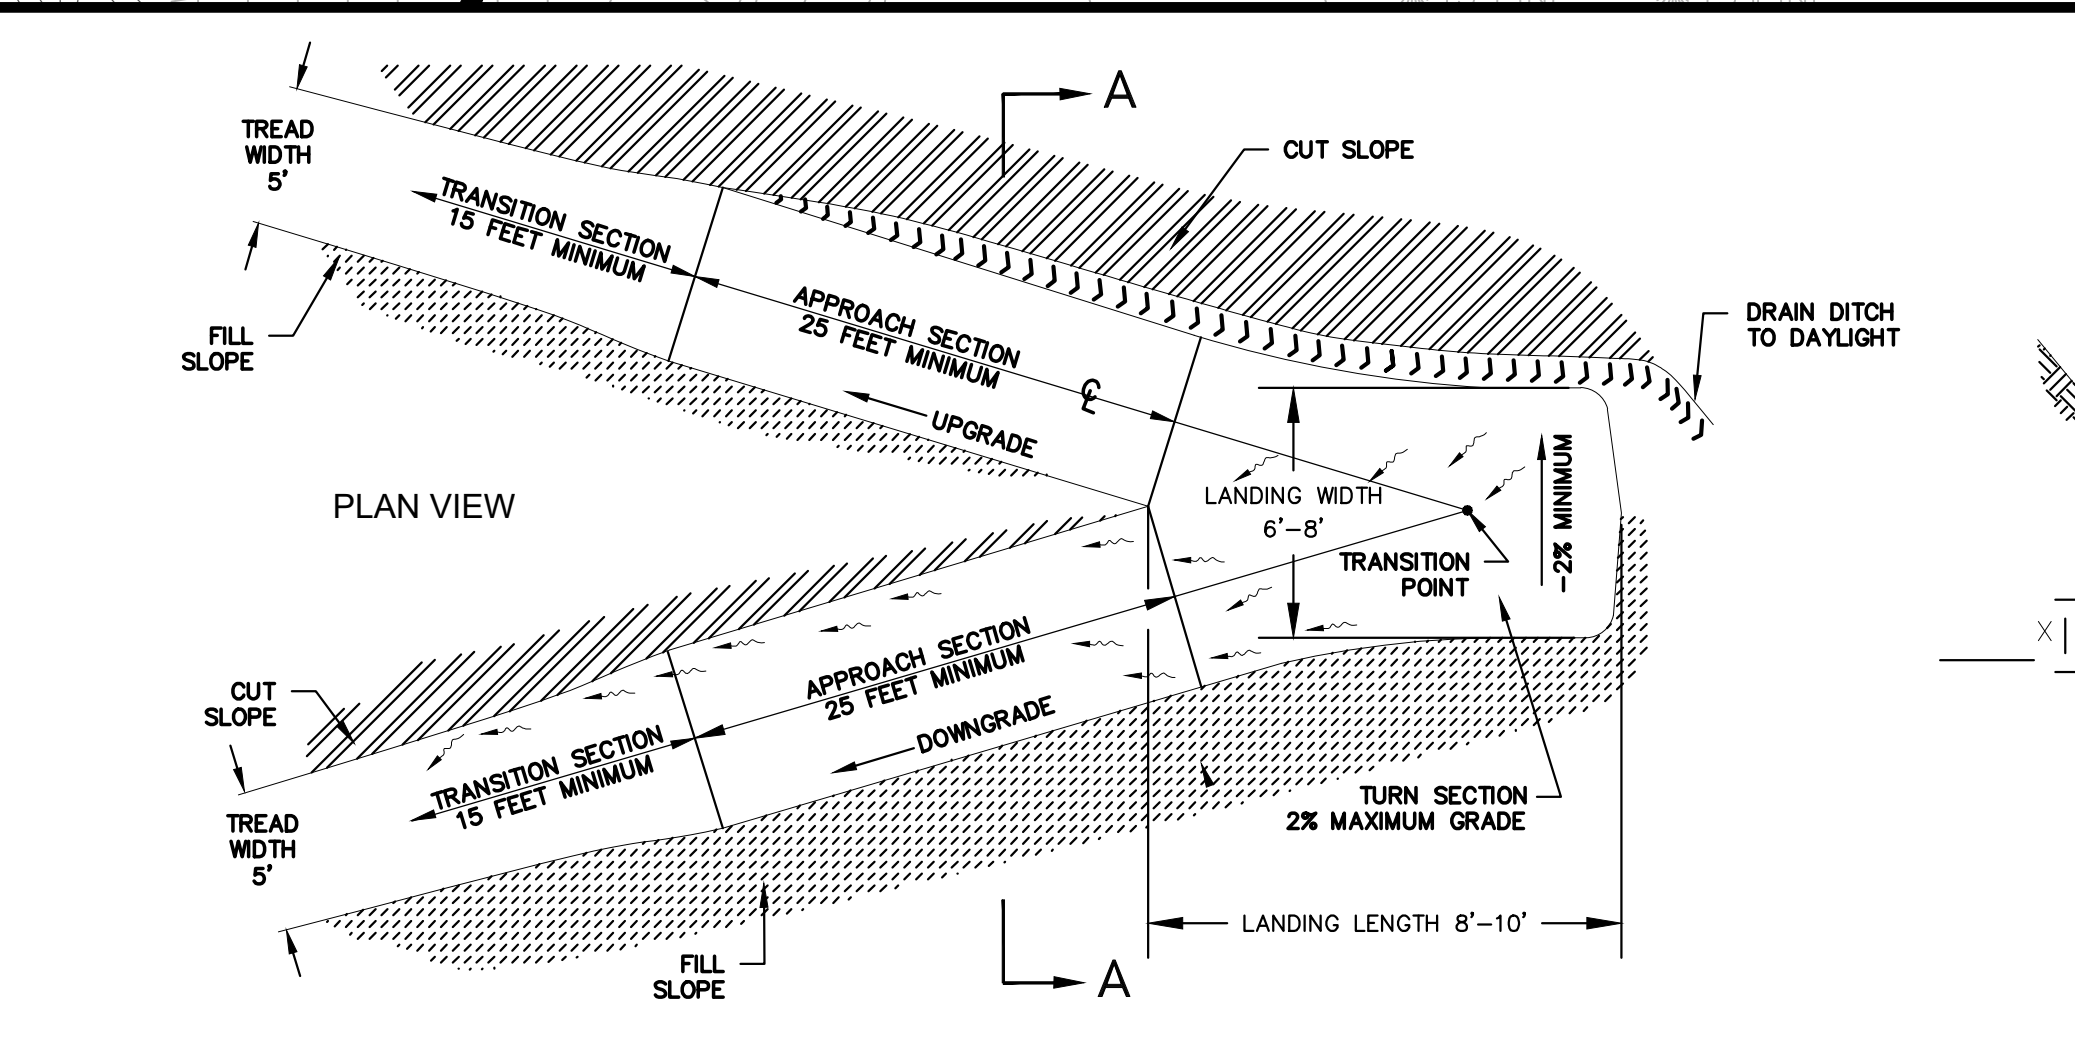 A
TREAD
WIDTH
5'
CUT SLOPE
TRANSITION SECTION
15 FEET MINIMUM
APPROACH SECTION
25 FEET MINIMUM
DRAIN DITCH
TO DAYLIGHT
FILL
SLOPE
CL
UPGRADE
-2% MINIMUM
PLAN VIEW
LANDING WIDTH
6'-8'
TRANSITION
POINT
X
APPROACH SECTION
25 FEET MINIMUM
CUT
SLOPE
DOWNGRADE
TRANSITION SECTION
15 FEET MINIMUM
TURN SECTION
2% MAXIMUM GRADE
TREAD
WIDTH
5'
LANDING LENGTH 8'-10'
FILL
SLOPE
A